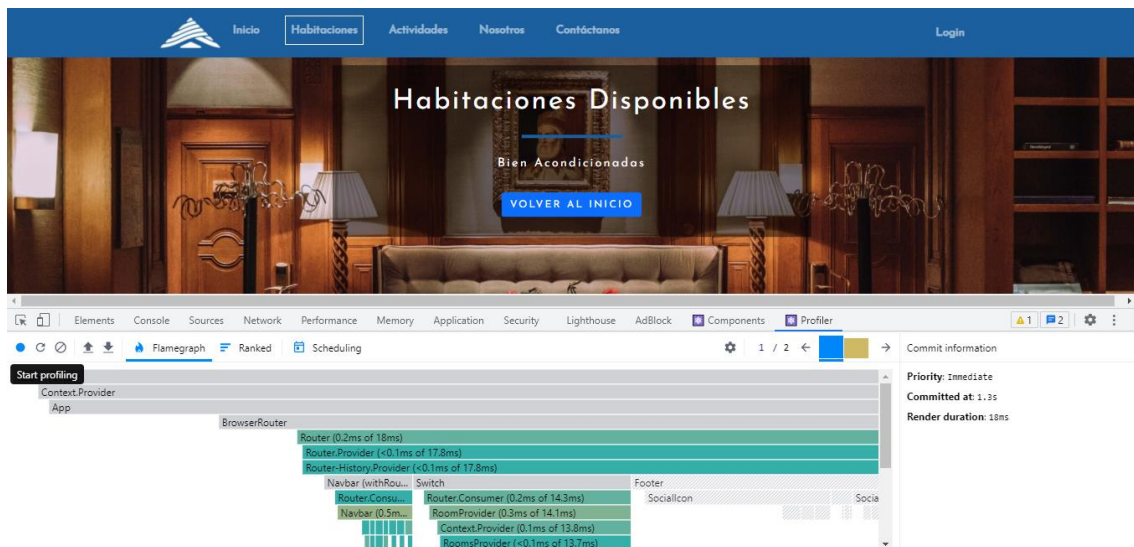 Inicio Habitaciones Actividades Nosotros Contáctanos Login
Habitaciones Disponibles
Bien Acondicionadas
VOLVER AL INICIO
Elements Console Sources Network Performance Memory Application Security Lighthouse AdBlock Components Profiler 1 2
Flamegraph Ranked Scheduling 1 / 2 Commit information
Start profiling
Priority: Immediate
Context.Provider
App
Committed at: 1.3s
BrowserRouter
Render duration: 18ms
Router (0.2ms of 18ms)
Router.Provider (<0.1ms of 17.8ms)
Router-History.Provider (<0.1ms of 17.8ms)
Navbar (withRou... Switch Footer
Router.Consu... Router.Consumer (0.2ms of 14.3ms) SocialIcon Socia
Navbar (0.5m... RoomProvider (0.3ms of 14.1ms)
Context.Provider (0.1ms of 13.8ms)
RoomsProvider (<0.1ms of 13.7ms)